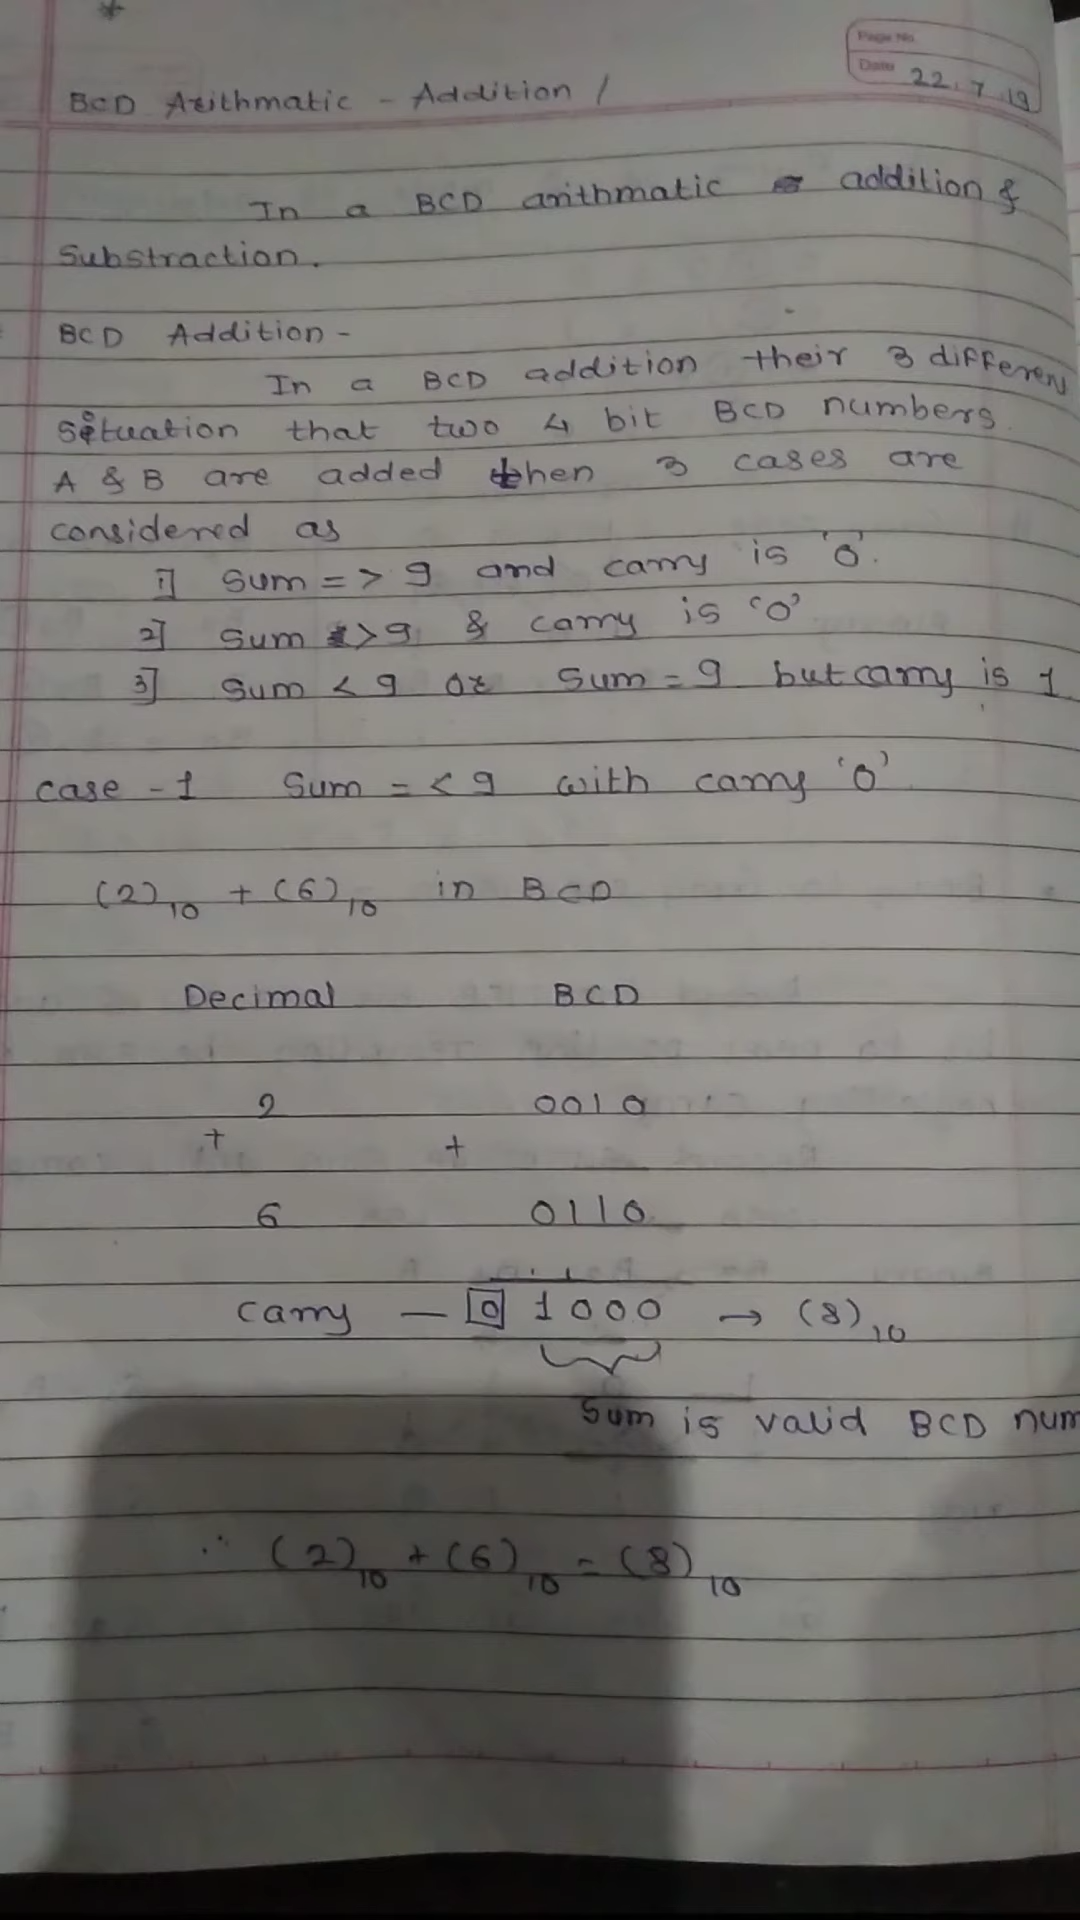 *
Page No.
Date 22.7.19
BCD Arithmatic - Addition /
In a BCD arithmatic addition &
Substraction.
BCD Addition -
In a BCD addition their 3 different
situation that two 4 bit BCD numbers.
A & B are added then 3 cases are
considered as
1] Sum = > 9 and carry is '0'.
2] Sum > 9 & carry is '0'
3] Sum < 9 or Sum = 9 but carry is 1
case - 1 Sum = < 9 with carry '0'
(2)10 + (6)10 in BCD
Decimal BCD
2 0010
+ +
6 0110
carry — 0 1000 → (8)10
Sum is valid BCD num
∴ (2)10 + (6)10 = (8)10